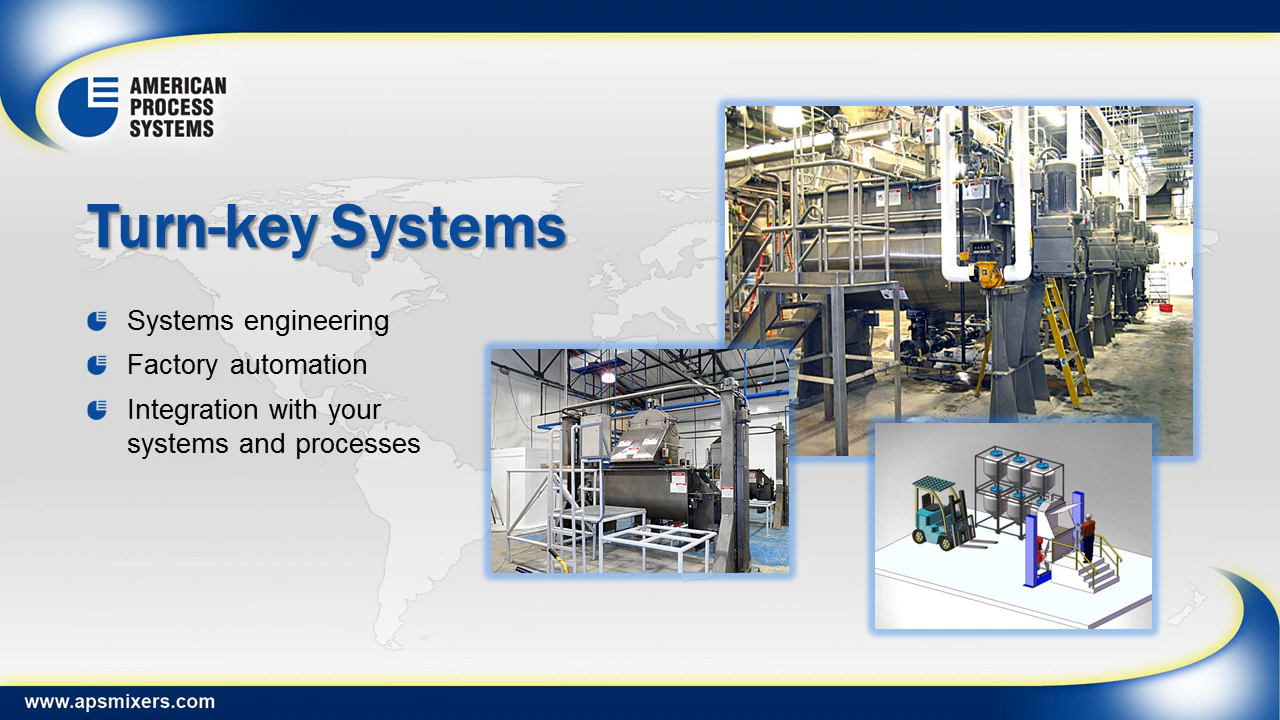 AMERICAN
PROCESS
SYSTEMS
Turn-key Systems
Systems engineering
Factory automation
Integration with your
systems and processes
www.apsmixers.com